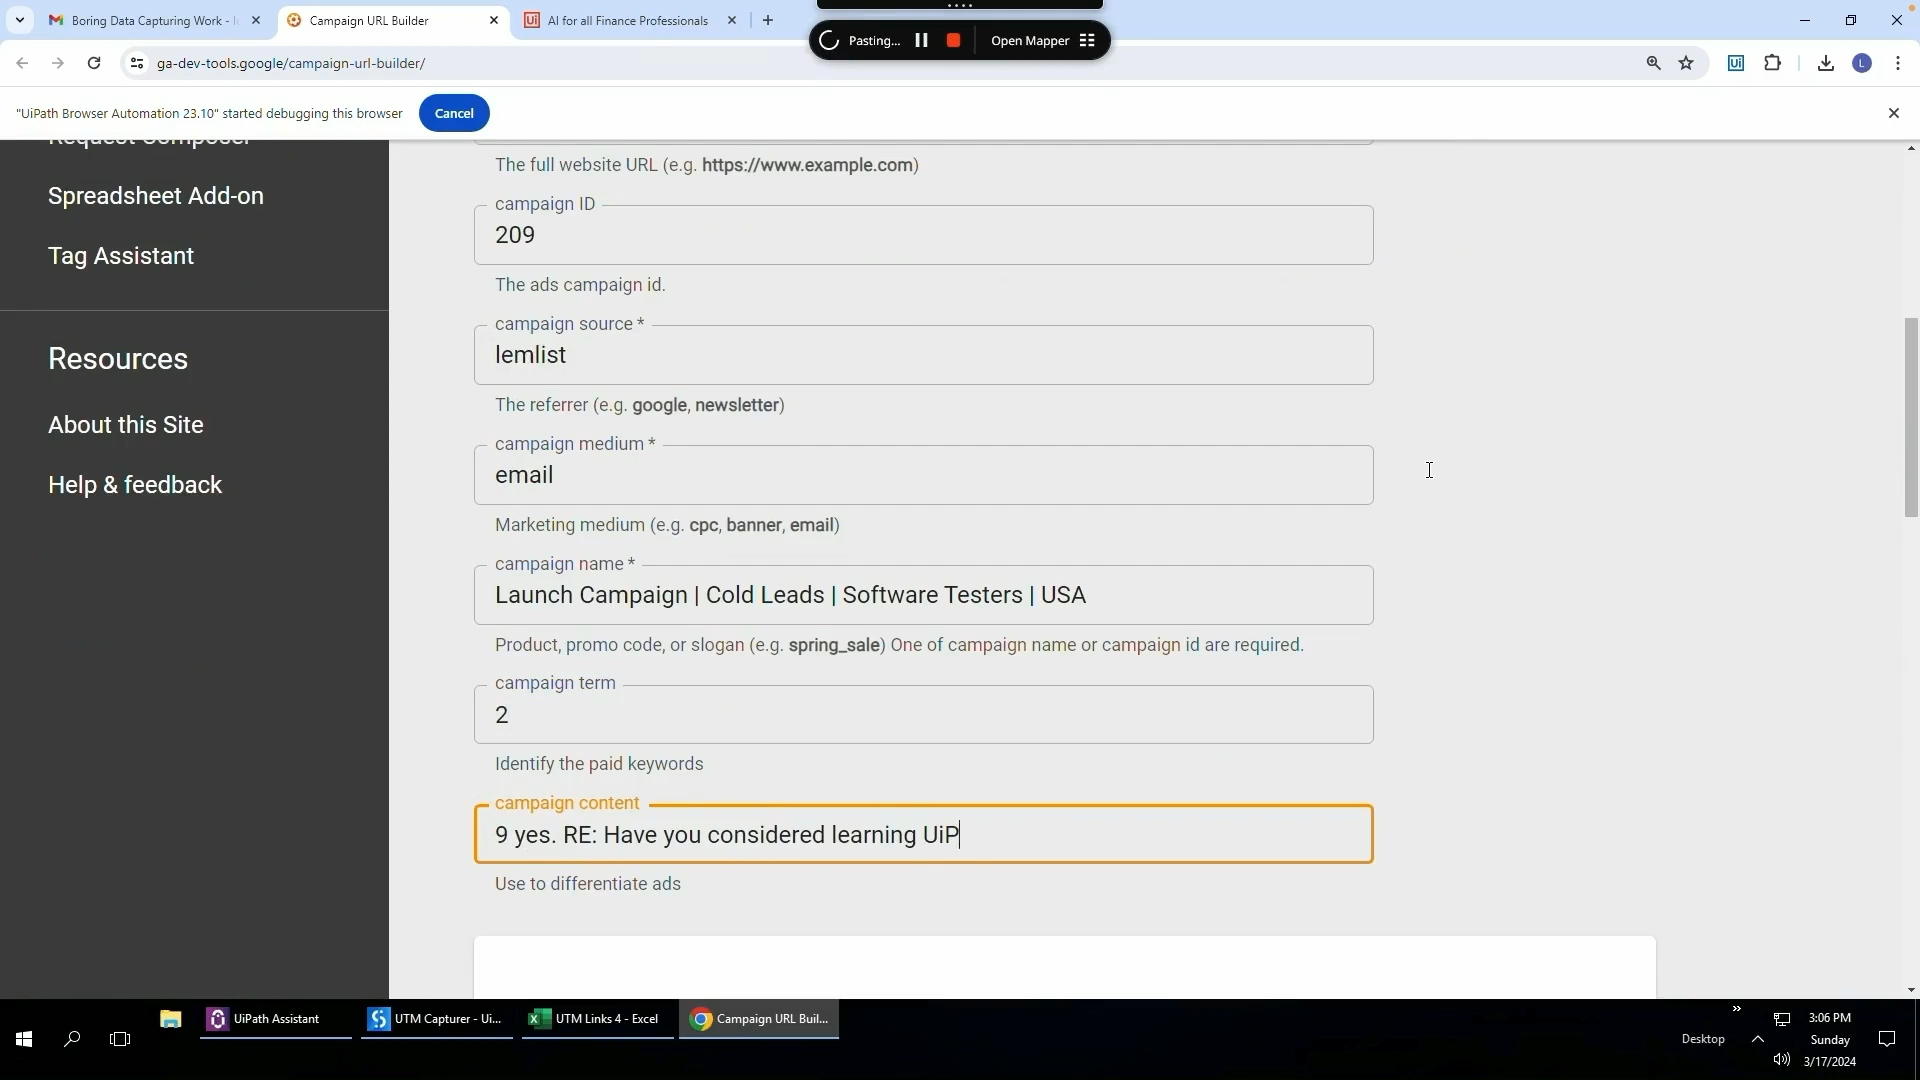 Boring Data Capturing Work - l
Campaign URL Builder
AI for all Finance Professionals
Pasting...
Open Mapper
ga-dev-tools.google/campaign-url-builder/
Ui
L
"UiPath Browser Automation 23.10" started debugging this browser
Cancel
Request Composer
Spreadsheet Add-on
Tag Assistant
Resources
About this Site
Help & feedback
The full website URL (e.g. https://www.example.com)
campaign ID
209
The ads campaign id.
campaign source *
lemlist
The referrer (e.g. google, newsletter)
campaign medium *
email
Marketing medium (e.g. cpc, banner, email)
campaign name *
Launch Campaign | Cold Leads | Software Testers | USA
Product, promo code, or slogan (e.g. spring_sale) One of campaign name or campaign id are required.
campaign term
2
Identify the paid keywords
campaign content
9 yes. RE: Have you considered learning UiP
Use to differentiate ads
UiPath Assistant
UTM Capturer - Ui...
UTM Links 4 - Excel
Campaign URL Buil...
Desktop
3:06 PM
Sunday
3/17/2024